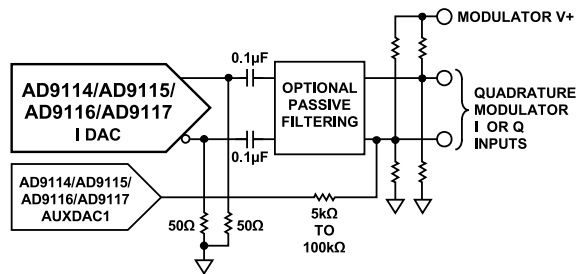 MODULATOR V+
0.1µF
AD9114/AD9115/
AD9116/AD9117
I DAC
OPTIONAL
PASSIVE
FILTERING
QUADRATURE
MODULATOR
I OR Q
INPUTS
0.1µF
AD9114/AD9115/
AD9116/AD9117
AUXDAC1
50Ω
50Ω
5kΩ
TO
100kΩ